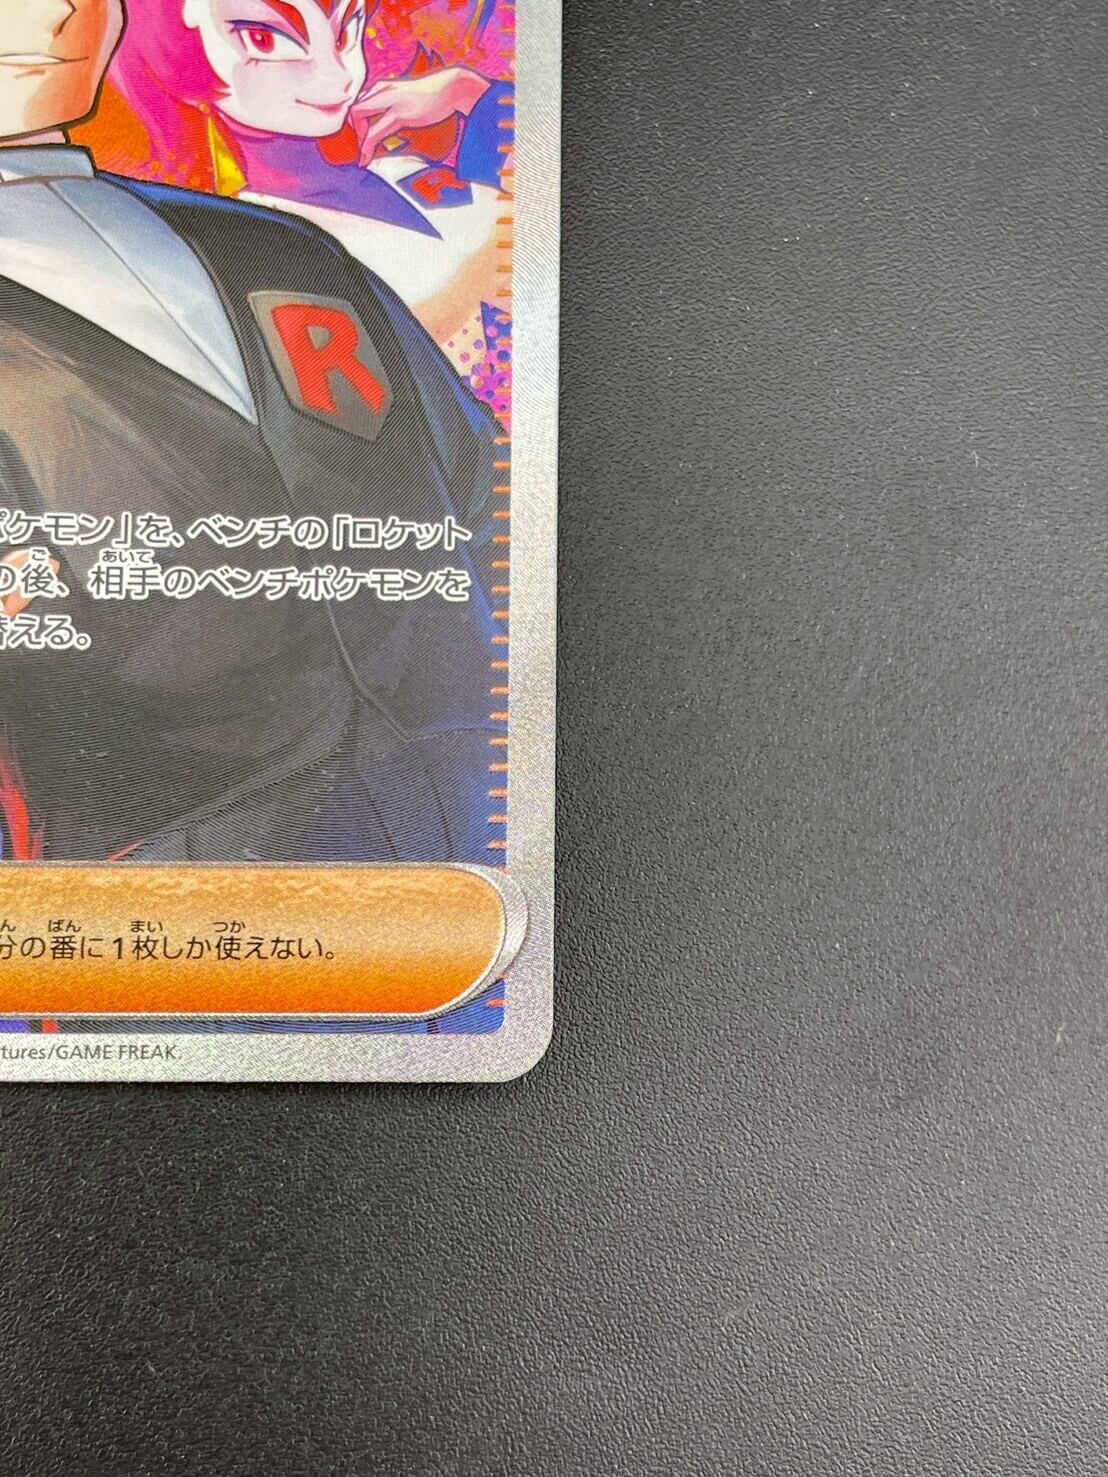 R
R
ポケモン」を、ベンチの「ロケット
の後、相手のベンチポケモンを
替える。
分の番に1枚しか使えない。
tures/GAME FREAK.